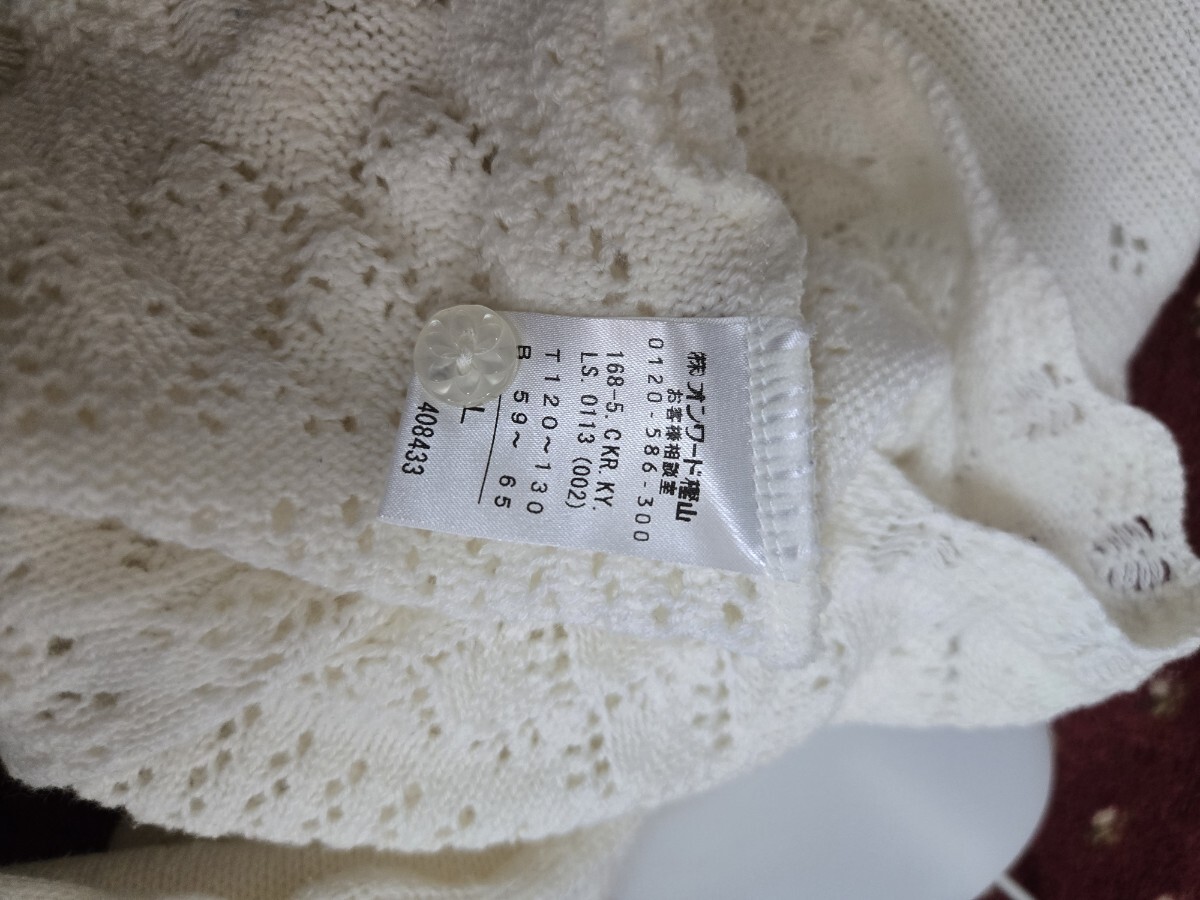 ㈱オンワード樫山
お客様相談室
0120-586-300
168-5.CKR.KY.
LS.0113(002)
T120～130
B 59～ 65
L
408433